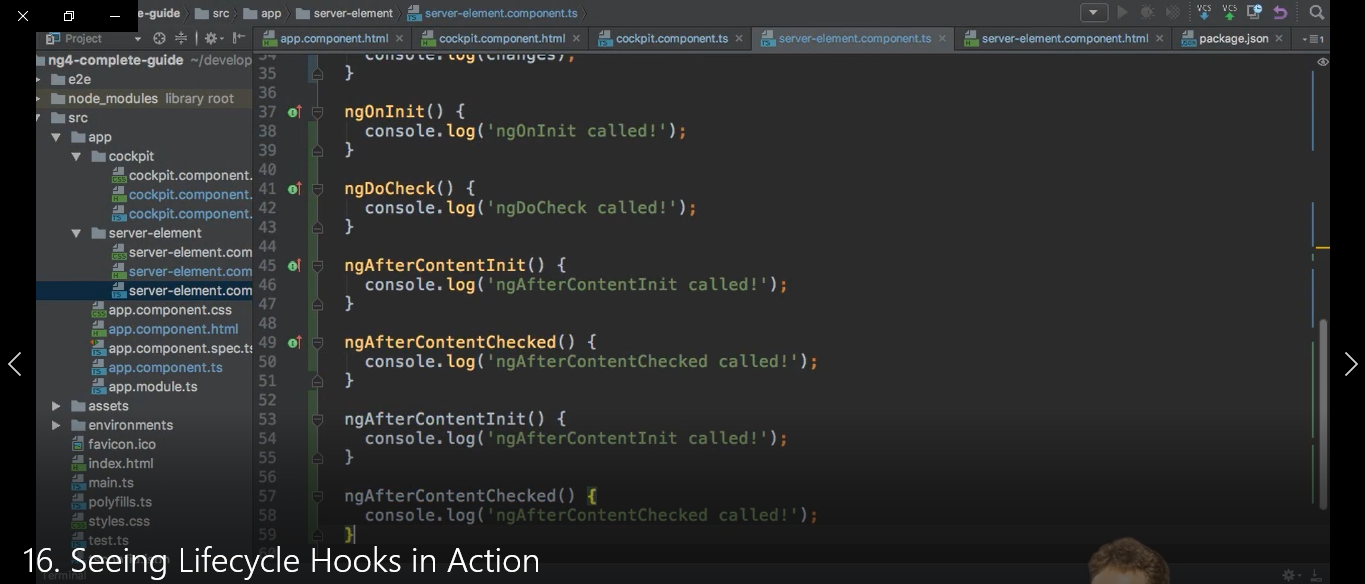 e-guide src app server-element server-element.component.ts
VCS VCS
Project
app.component.html cockpit.component.html cockpit.component.ts server-element.component.ts server-element.component.html package.json
ng4-complete-guide ~/develop
e2e
node_modules library root
src
app
cockpit
cockpit.component.
cockpit.component.
cockpit.component.
server-element
server-element.com
server-element.com
server-element.com
app.component.css
app.component.html
app.component.spec.ts
app.component.ts
app.module.ts
assets
environments
favicon.ico
index.html
main.ts
polyfills.ts
styles.css
test.ts
34 console.log(changes);
35 }
36
37 ngOnInit() {
38 console.log('ngOnInit called!');
39 }
40
41 ngDoCheck() {
42 console.log('ngDoCheck called!');
43 }
44
45 ngAfterContentInit() {
46 console.log('ngAfterContentInit called!');
47 }
48
49 ngAfterContentChecked() {
50 console.log('ngAfterContentChecked called!');
51 }
52
53 ngAfterContentInit() {
54 console.log('ngAfterContentInit called!');
55 }
56
57 ngAfterContentChecked() {
58 console.log('ngAfterContentChecked called!');
59 }
16. Seeing Lifecycle Hooks in Action
Terminal